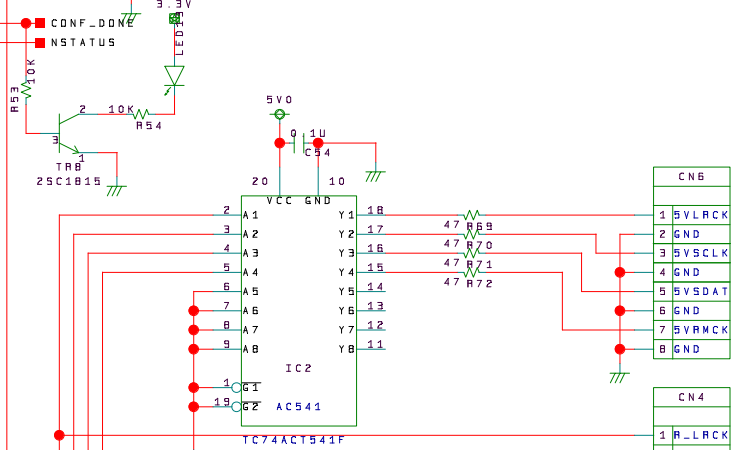 3.3V
CONF_DONE
NSTATUS
LED15
R53
10K
2
10K
R54
3
1
TR8
2SC1815
5V0
0.1U
C54
20
10
VCC GND
2 A1 Y1 18
3 A2 Y2 17
4 A3 Y3 16
5 A4 Y4 15
6 A5 Y5 14
7 A6 Y6 13
8 A7 Y7 12
9 A8 Y8 11
1 G1
19 G2
IC2
AC541
TC74ACT541F
47 R69
47 R70
47 R71
47 R72
CN6
1 5VLRCK
2 GND
3 5VSCLK
4 GND
5 5VSDAT
6 GND
7 5VRMCK
8 GND
CN4
1 R_LRCK